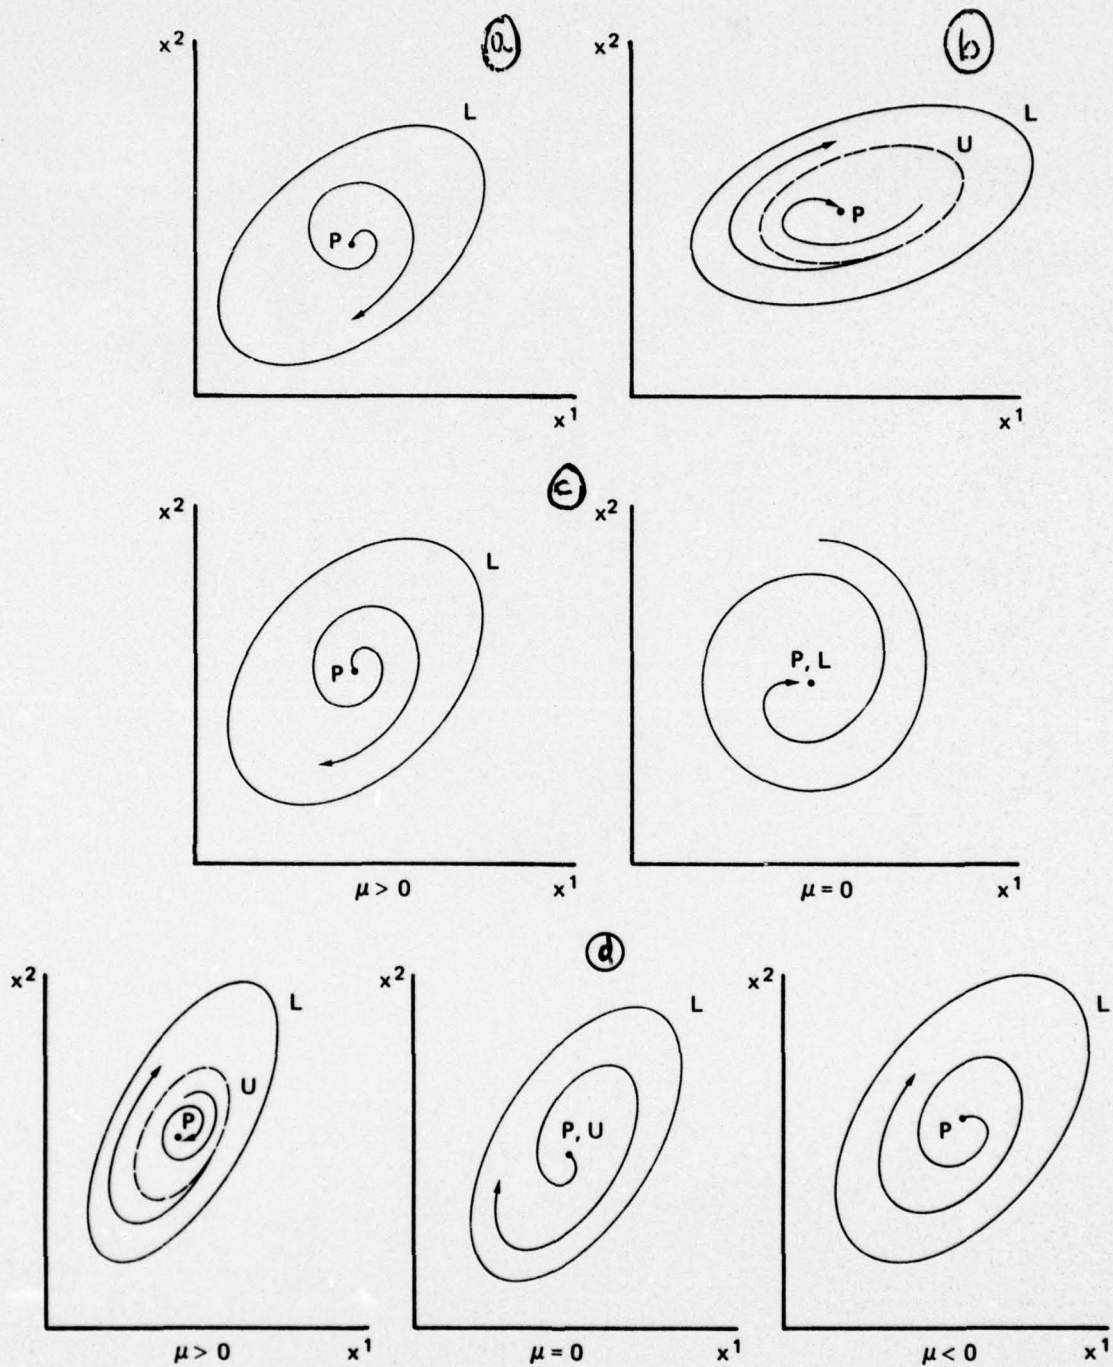 a
b
x2
L
P
x1
x2
L
U
P
x1
c
x2
L
P
μ > 0
x1
x2
P, L
μ = 0
x1
d
x2
L
U
P
μ > 0
x1
x2
L
P, U
μ = 0
x1
x2
L
P
μ < 0
x1